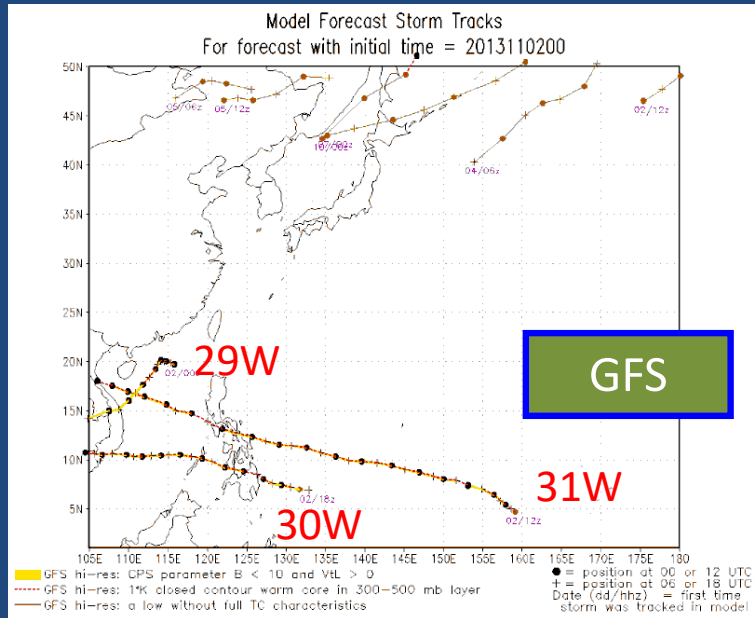 Model Forecast Storm Tracks
For forecast with initial time = 2013110200
50N
45N
40N
35N
30N
25N
20N
15N
10N
5N
05/06z
05/12z
10/00z
04/06z
02/12z
29W
GFS
02/18z
30W
31W
02/12z
105E 110E 115E 120E 125E 130E 135E 140E 145E 150E 155E 160E 165E 170E 175E 180
GFS hi-res: CPS parameter B < 10 and VtL > 0
GFS hi-res: 1*K closed contour warm core in 300-500 mb layer
GFS hi-res: a low without full TC characteristics
● = position at 00 or 12 UTC
+ = position at 06 or 18 UTC
Date (dd/hhz) = first time
storm was tracked in model